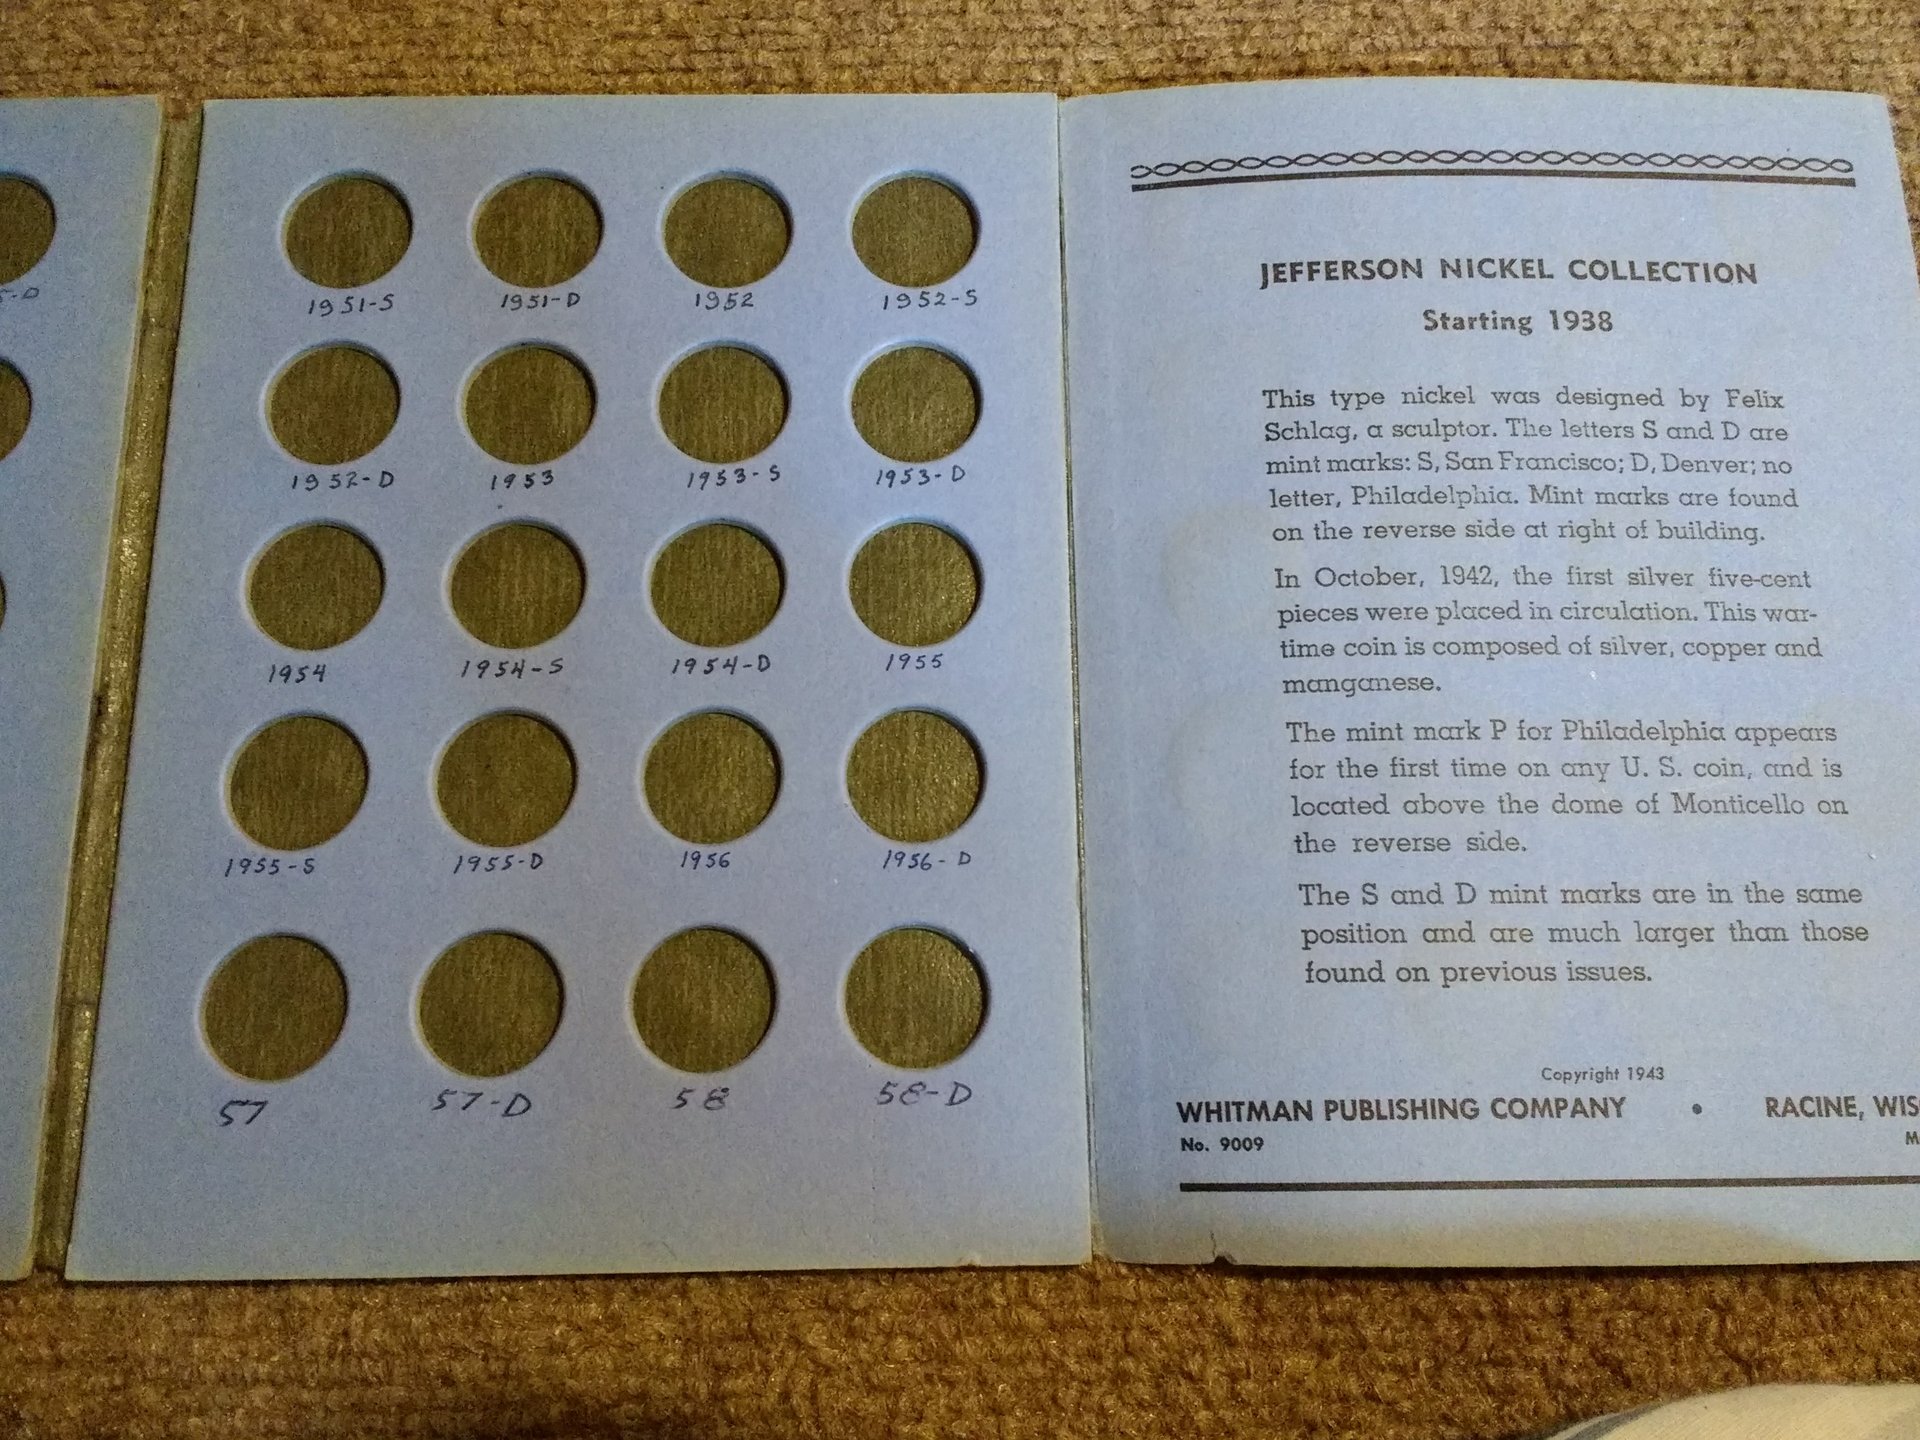 1951-S 1951-D 1952 1952-S
1952-D 1953 1953-S 1953-D
1954 1954-S 1954-D 1955
1955-S 1955-D 1956 1956-D
57 57-D 58 58-D
JEFFERSON NICKEL COLLECTION
Starting 1938
This type nickel was designed by Felix
Schlag, a sculptor. The letters S and D are
mint marks: S, San Francisco; D, Denver; no
letter, Philadelphia. Mint marks are found
on the reverse side at right of building.
In October, 1942, the first silver five-cent
pieces were placed in circulation. This war-
time coin is composed of silver, copper and
manganese.
The mint mark P for Philadelphia appears
for the first time on any U. S. coin, and is
located above the dome of Monticello on
the reverse side.
The S and D mint marks are in the same
position and are much larger than those
found on previous issues.
Copyright 1943
WHITMAN PUBLISHING COMPANY • RACINE, WIS
No. 9009